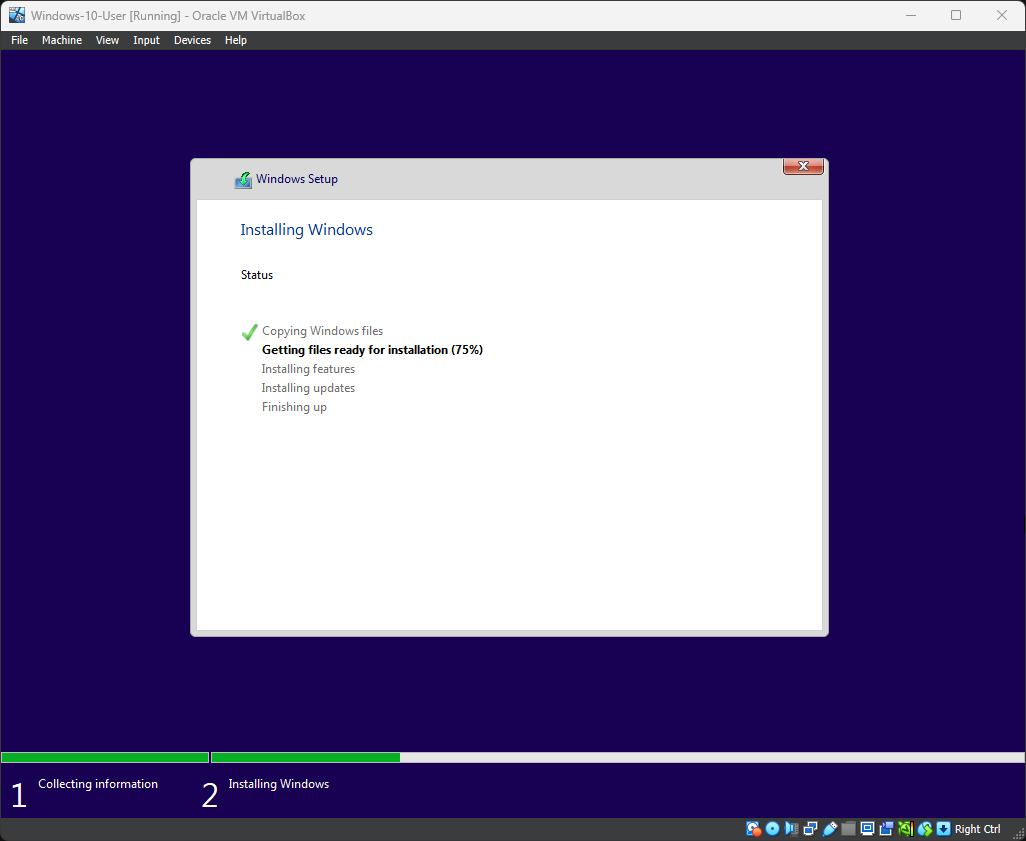 Windows-10-User [Running] - Oracle VM VirtualBox
File Machine View Input Devices Help
Windows Setup
Installing Windows
Status
Copying Windows files
Getting files ready for installation (75%)
Installing features
Installing updates
Finishing up
1 Collecting information 2 Installing Windows
Right Ctrl